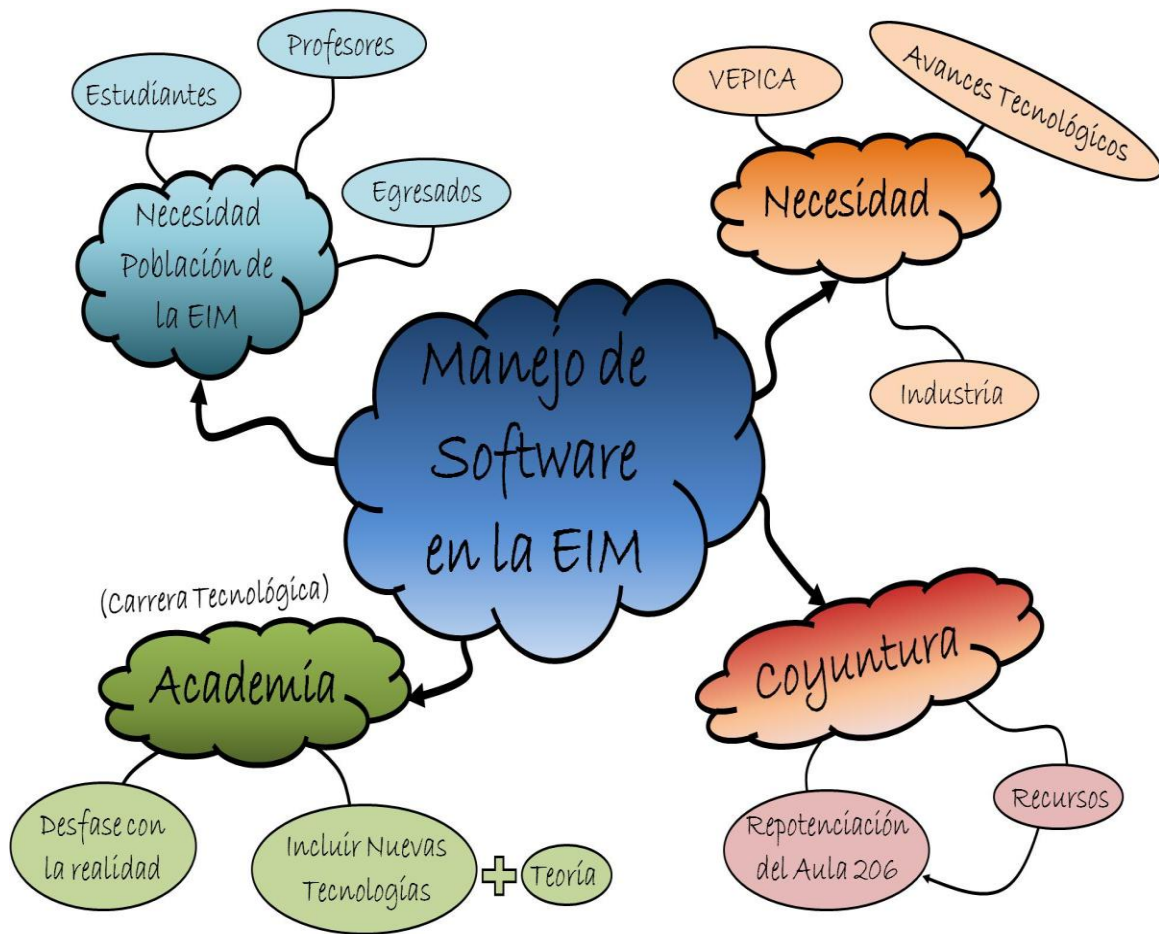 Profesores
Estudiantes
Egresados
Necesidad
Población de
la EIM
VEPICA
Avances Tecnológicos
Necesidad
Industria
Manejo de
Software
en la EIM
(Carrera Tecnológica)
Academia
Desfase con
la realidad
Incluir Nuevas
Tecnologías
+
Teoría
Coyuntura
Recursos
Repotenciación
del Aula 206